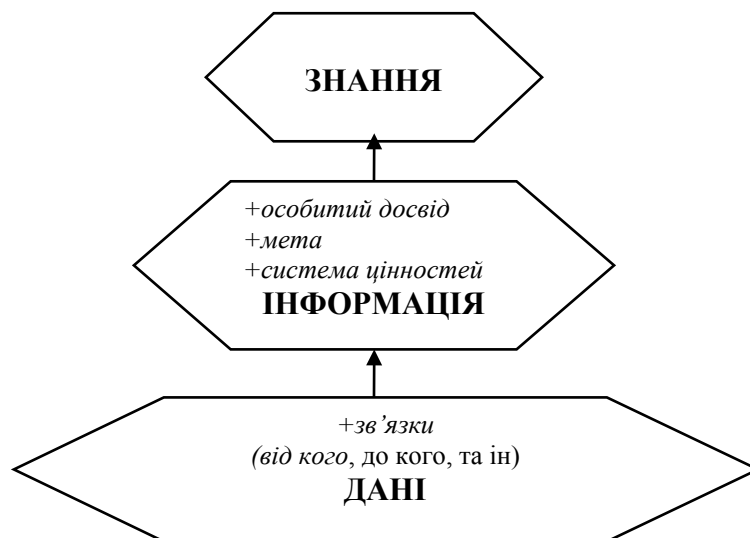 ЗНАННЯ
+особитий досвід
+мета
+система цінностей
ІНФОРМАЦІЯ
+зв’язки
(від кого, до кого, та ін)
ДАНІ